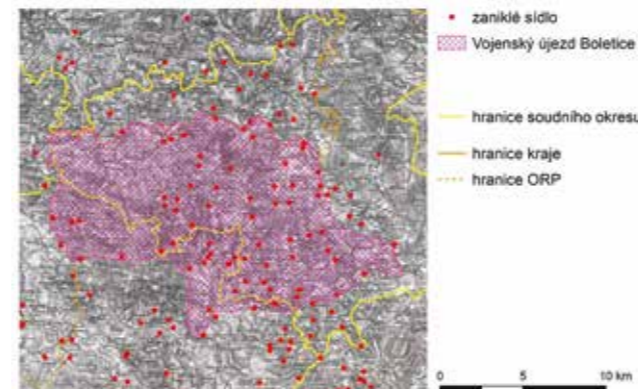 zaniklé sídlo
Vojenský újezd Boletice
hranice soudního okresu
hranice kraje
hranice ORP
0 5 10 km